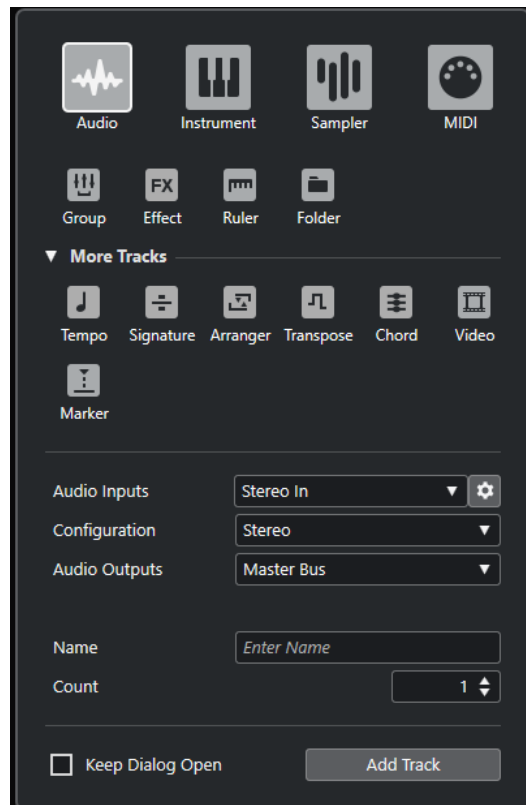 Audio Instrument Sampler MIDI
FX
Group Effect Ruler Folder
▼ More Tracks
Tempo Signature Arranger Transpose Chord Video
Marker
Audio Inputs Stereo In
Configuration Stereo
Audio Outputs Master Bus
Name Enter Name
Count 1
Keep Dialog Open Add Track